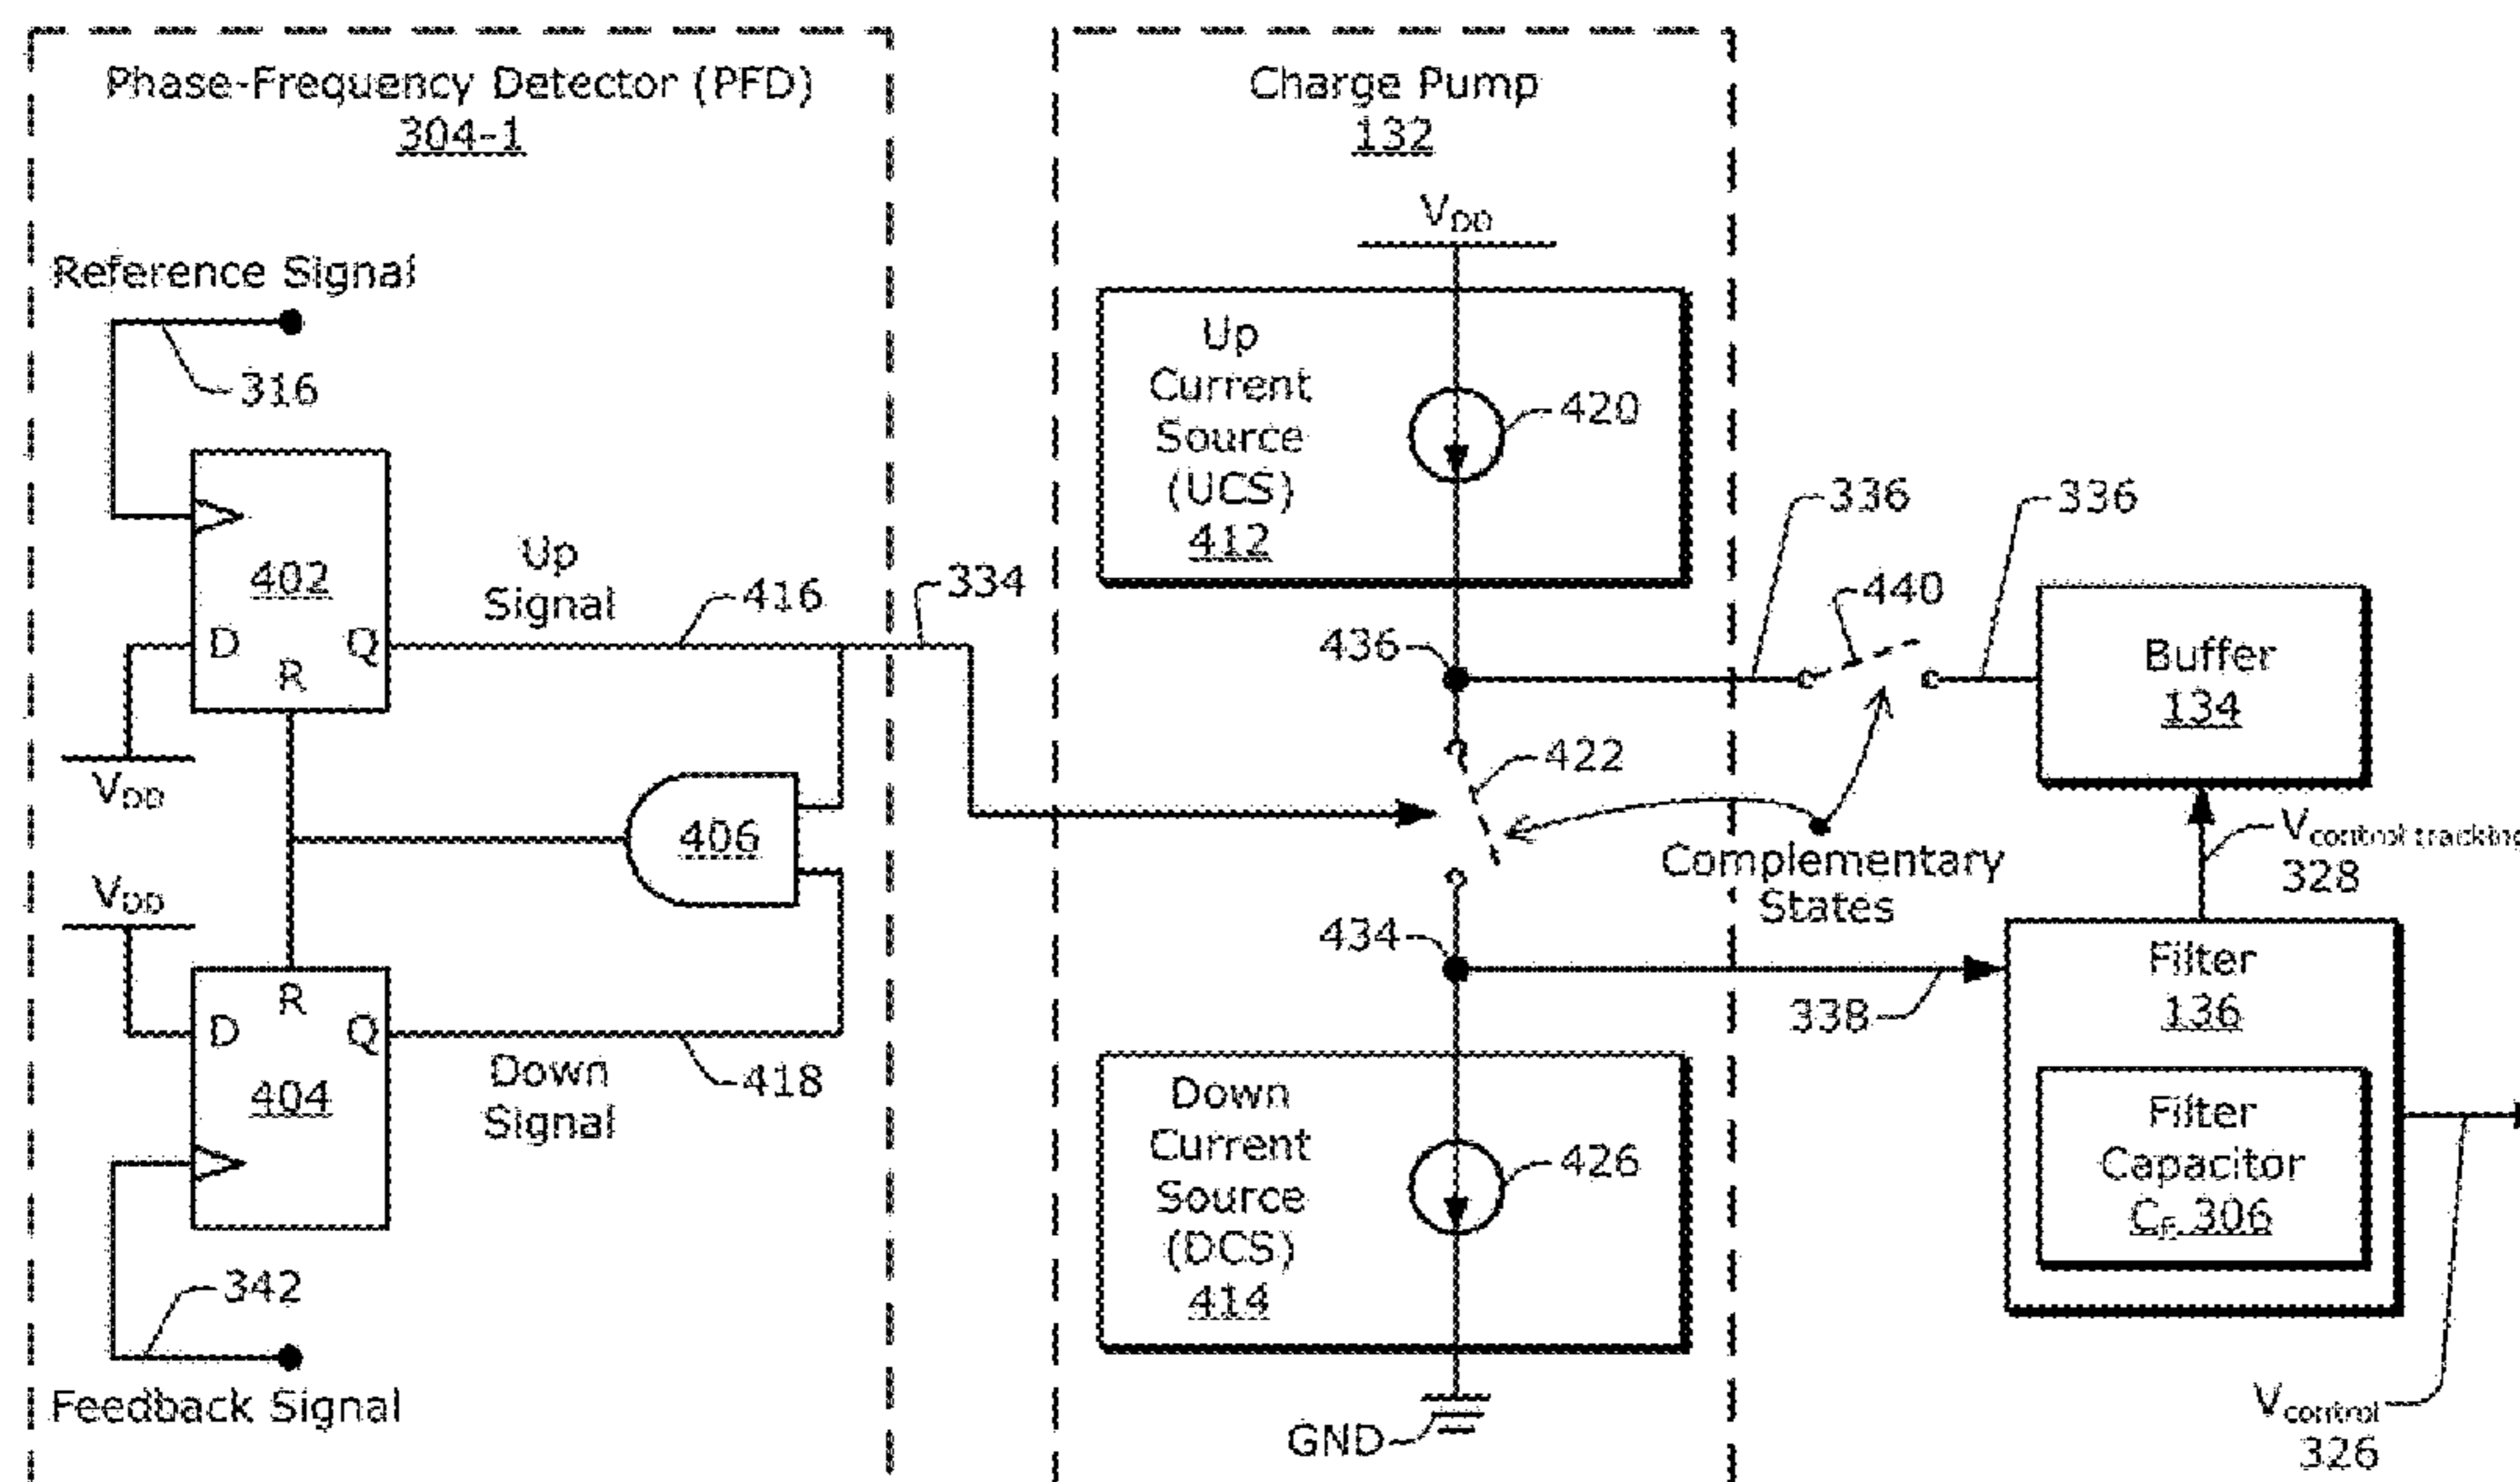 Phase-Frequency Detector (PFD)
304-1
Reference Signal
316
402
D
Q
R
VDD
Up
Signal
416
334
406
VDD
R
D
Q
404
Down
Signal
418
342
Feedback Signal
Charge Pump
132
VDD
Up
Current
Source
(UCS)
412
420
436
336
440
336
Buffer
134
422
Complementary
States
Vcontrol tracking
328
434
338
Filter
136
Filter
Capacitor
CF 306
Down
Current
Source
(DCS)
414
426
GND
Vcontrol
326